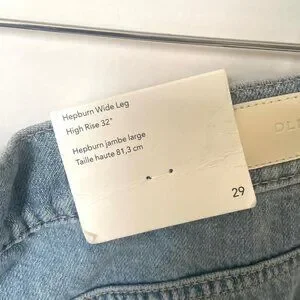 Hepburn Wide Leg
High Rise 32"
Hepburn jambe large
Taille haute 81,3 cm
29